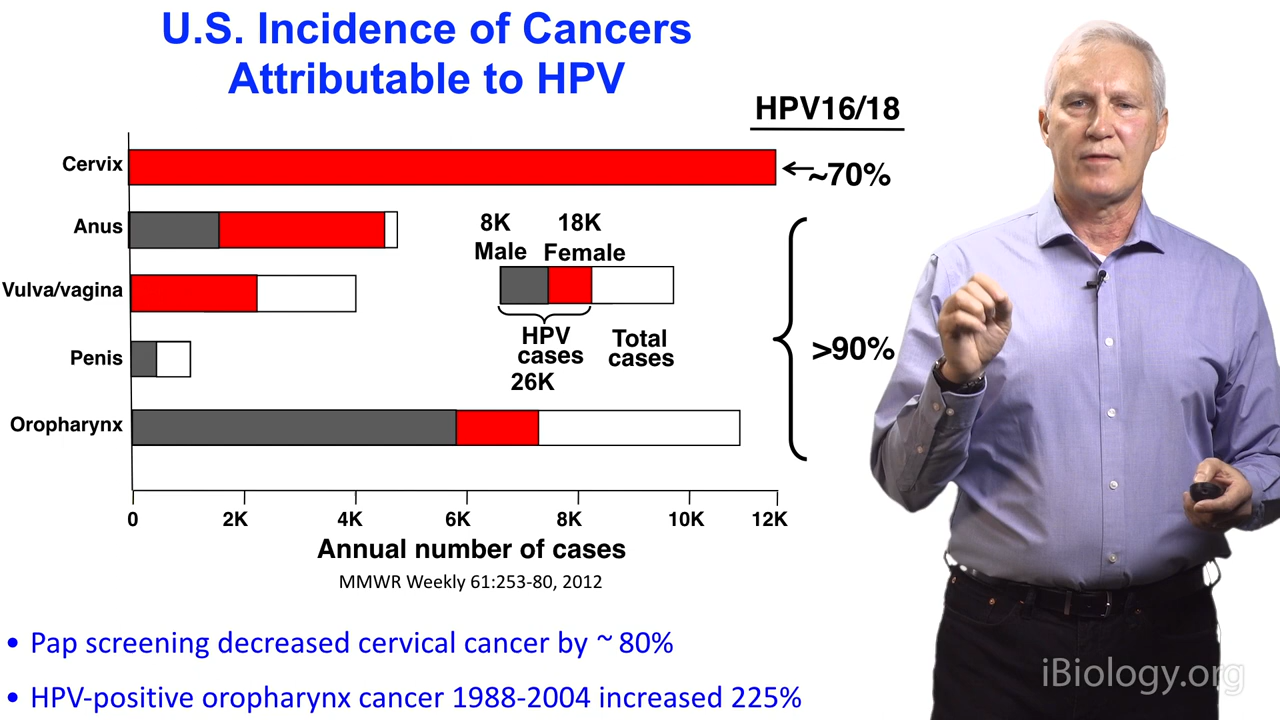 U.S. Incidence of Cancers
Attributable to HPV
HPV16/18
Cervix
~70%
Anus
8K 18K
Male Female
Vulva/vagina
HPV cases
Total cases
26K
Penis
>90%
Oropharynx
0 2K 4K 6K 8K 10K 12K
Annual number of cases
MMWR Weekly 61:253-80, 2012
• Pap screening decreased cervical cancer by ~ 80%
• HPV-positive oropharynx cancer 1988-2004 increased 225%
iBiology.org